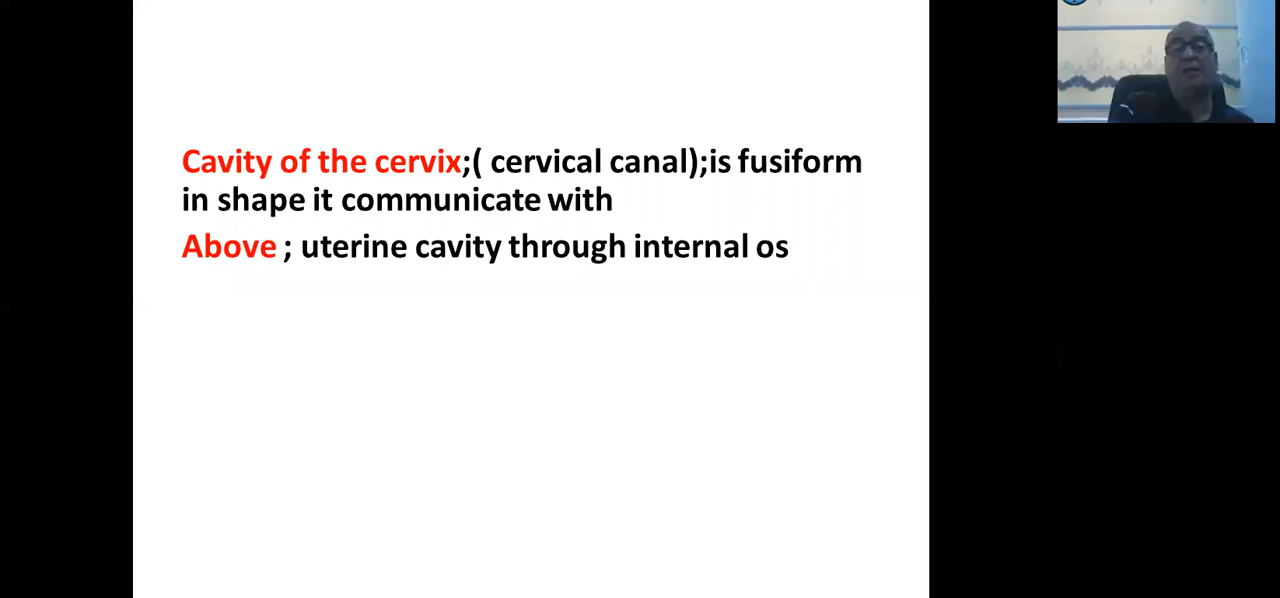 Cavity of the cervix;( cervical canal);is fusiform
in shape it communicate with
Above ; uterine cavity through internal os